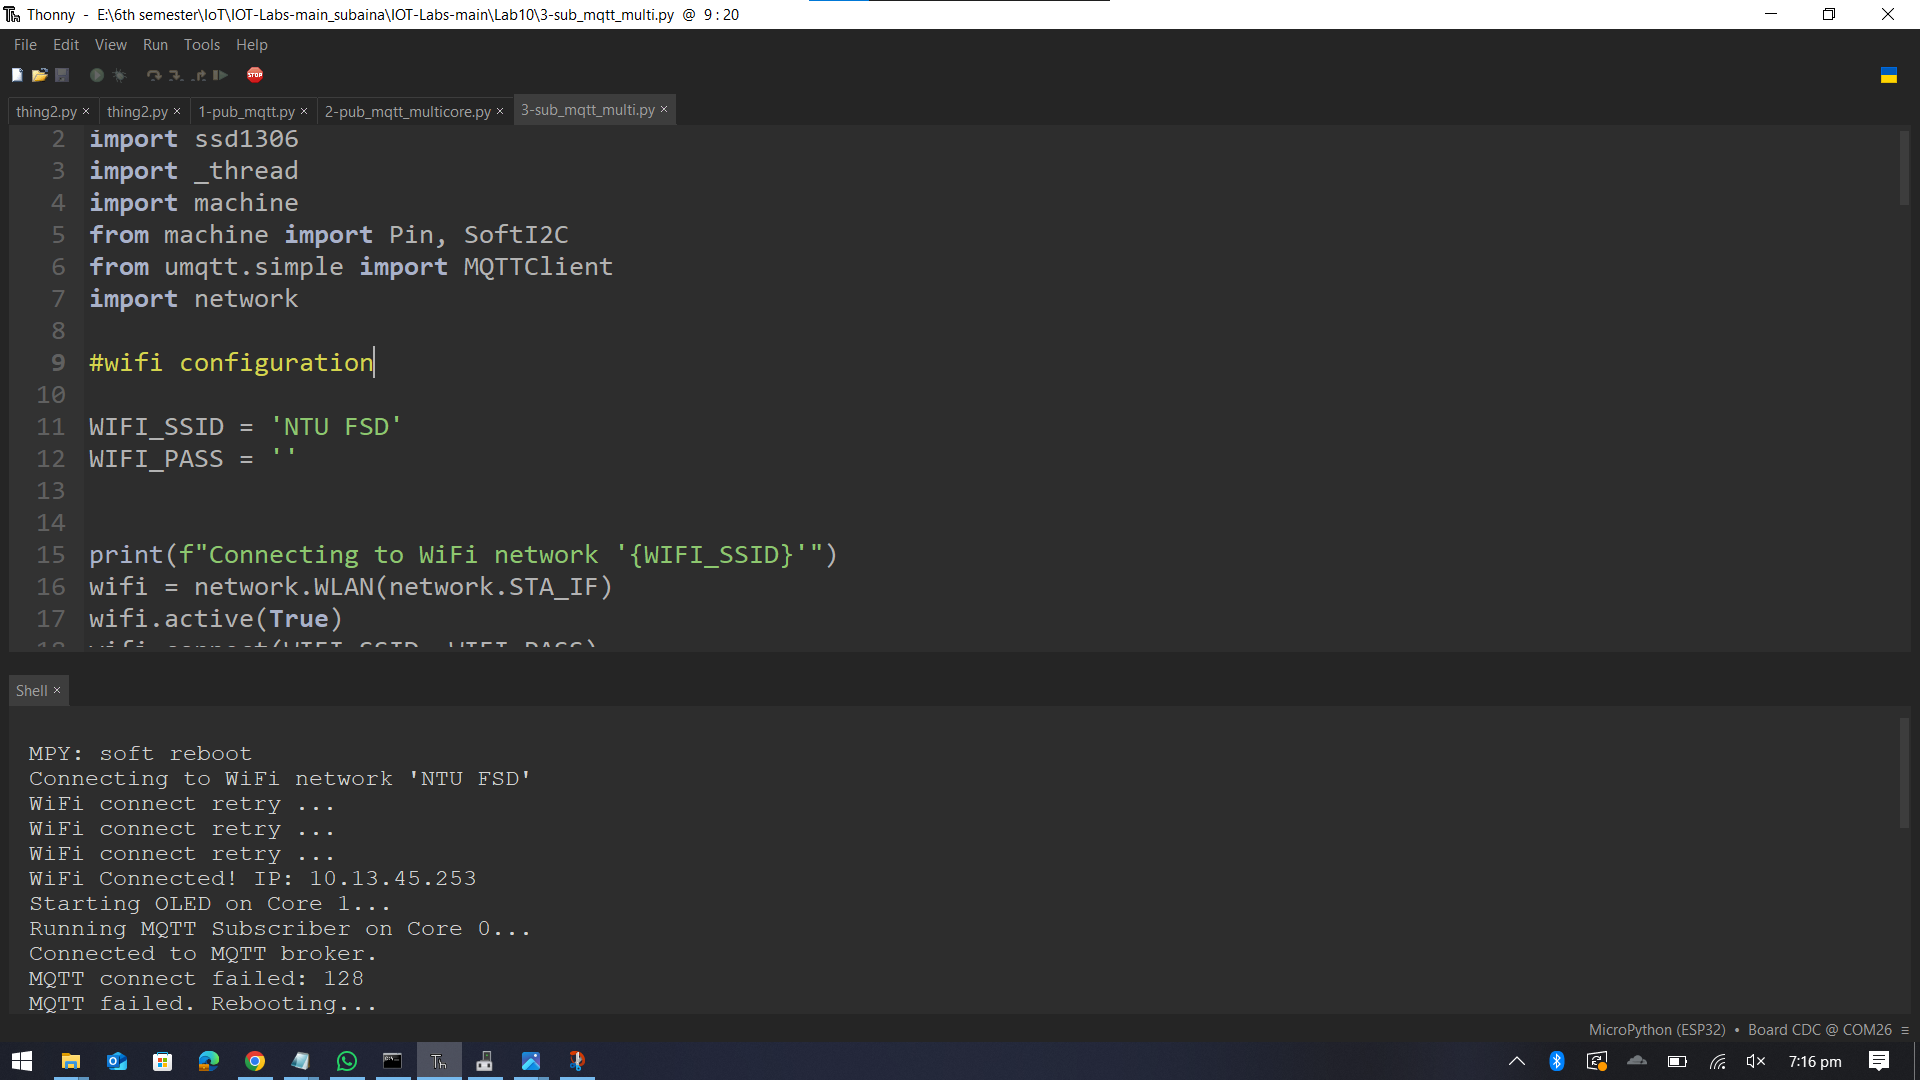 Thonny - E:\6th semester\IoT\IOT-Labs-main_subaina\IOT-Labs-main\Lab10\3-sub_mqtt_multi.py @ 9 : 20
File Edit View Run Tools Help
STOP
thing2.py × thing2.py × 1-pub_mqtt.py × 2-pub_mqtt_multicore.py × 3-sub_mqtt_multi.py ×
2 import ssd1306
3 import _thread
4 import machine
5 from machine import Pin, SoftI2C
6 from umqtt.simple import MQTTClient
7 import network
8
9 #wifi configuration
10
11 WIFI_SSID = 'NTU FSD'
12 WIFI_PASS = ''
13
14
15 print(f"Connecting to WiFi network '{WIFI_SSID}'")
16 wifi = network.WLAN(network.STA_IF)
17 wifi.active(True)
18 wifi.connect(WIFI_SSID, WIFI_PASS)
Shell ×
MPY: soft reboot
Connecting to WiFi network 'NTU FSD'
WiFi connect retry ...
WiFi connect retry ...
WiFi connect retry ...
WiFi Connected! IP: 10.13.45.253
Starting OLED on Core 1...
Running MQTT Subscriber on Core 0...
Connected to MQTT broker.
MQTT connect failed: 128
MQTT failed. Rebooting...
MicroPython (ESP32) • Board CDC @ COM26 ≡
7:16 pm